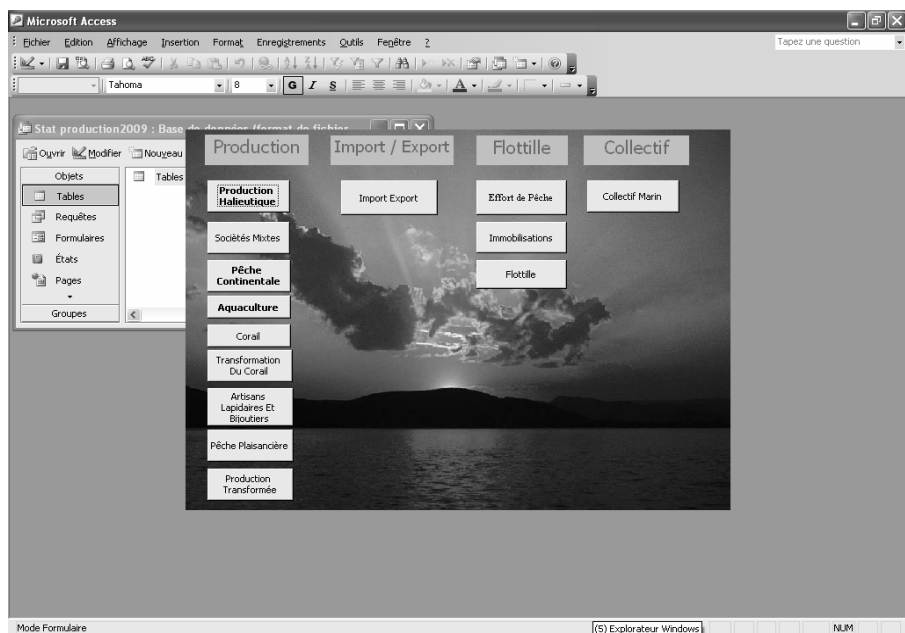 Microsoft Access
Fichier Edition Affichage Insertion Format Enregistrements Outils Fenêtre ? Tapez une question
Tahoma 8 G I S A
Stat production2009 : Base de données (format de fichier
Ouvrir Modifier Nouveau
Objets
Tables
Requêtes
Formulaires
États
Pages
Groupes
Tables
Production Import / Export Flottille Collectif
Production
Halieutique
Sociètés Mixtes
Pêche
Continentale
Aquaculture
Corail
Transformation
Du Corail
Artisans
Lapidaires Et
Bijoutiers
Pêche Plaisancière
Production
Transformée
Import Export
Effort de Pêche
Immobilisations
Flottille
Collectif Marin
Mode Formulaire (5) Explorateur Windows NUM